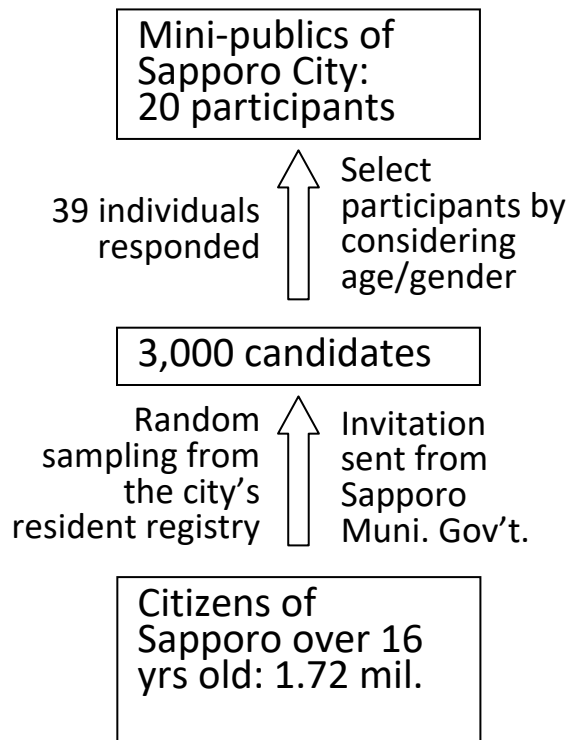 Mini-publics of
Sapporo City:
20 participants
39 individuals
responded
Select
participants by
considering
age/gender
3,000 candidates
Random
sampling from
the city’s
resident registry
Invitation
sent from
Sapporo
Muni. Gov’t.
Citizens of
Sapporo over 16
yrs old: 1.72 mil.